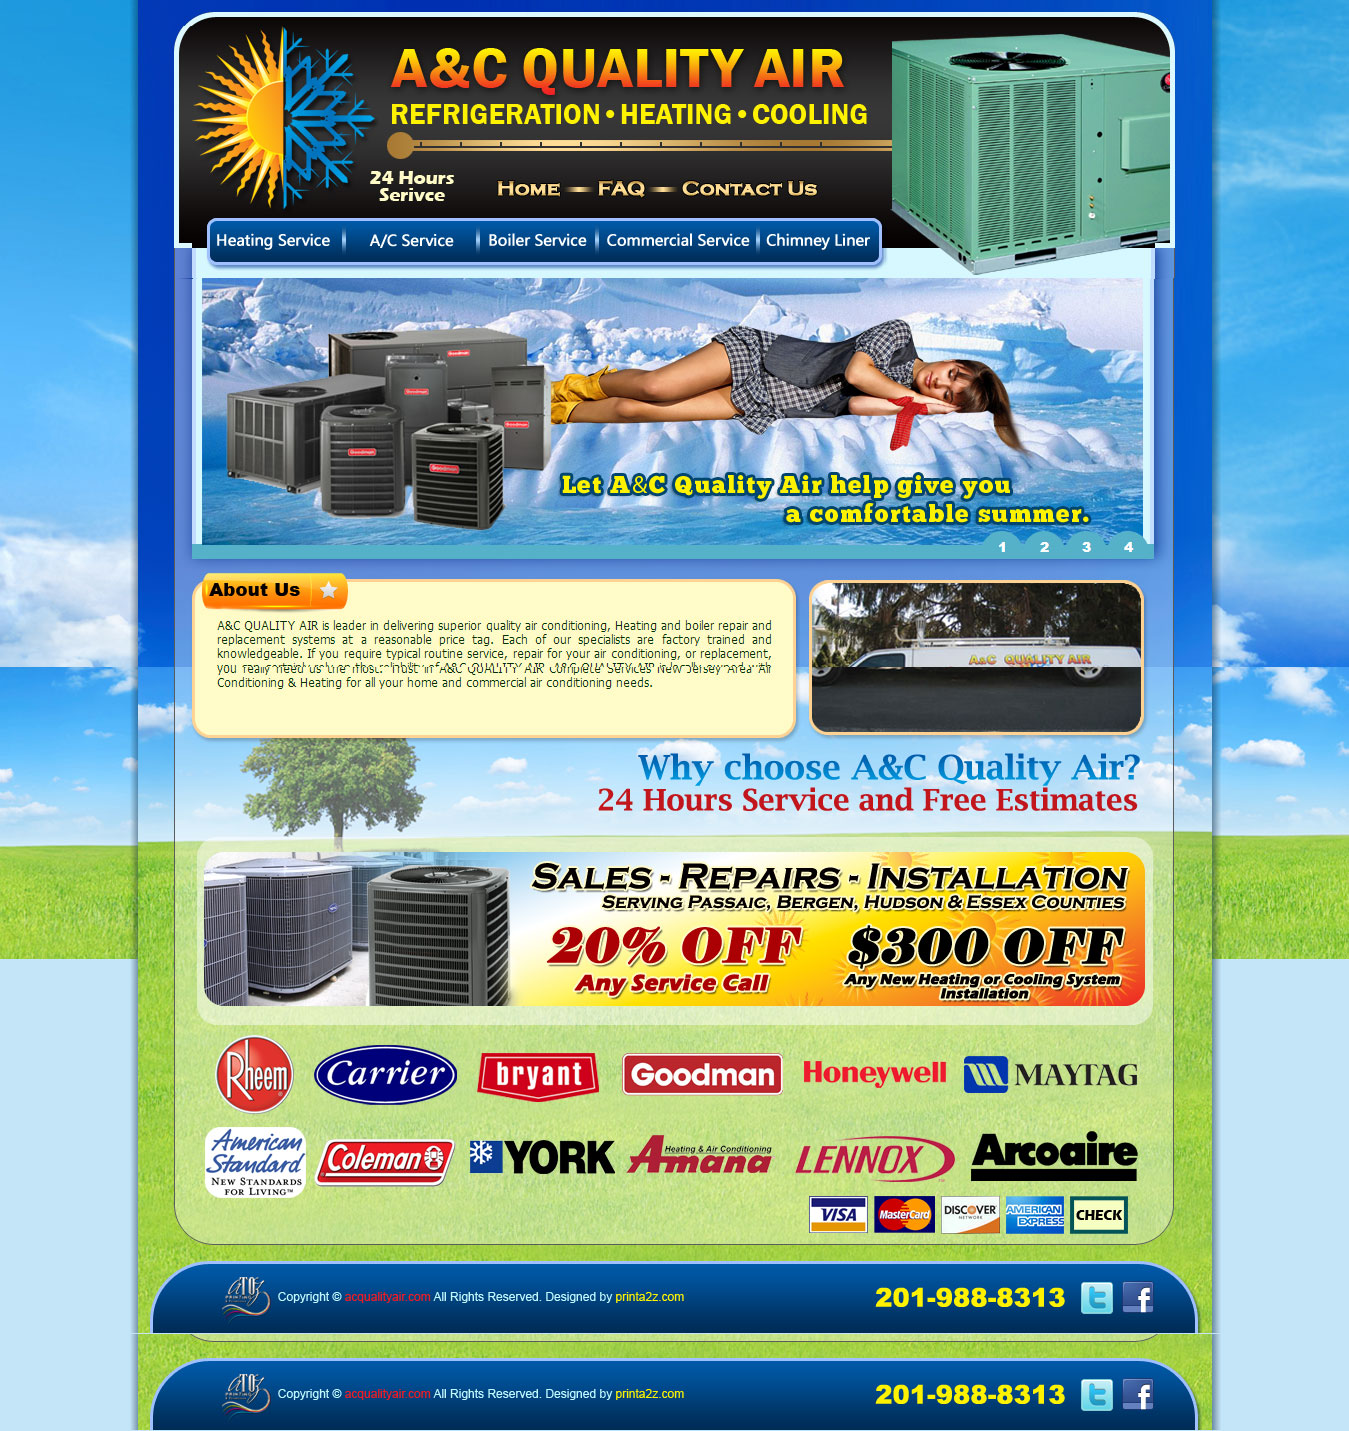 A&C QUALITY AIR
REFRIGERATION • HEATING • COOLING
24 Hours
Serivce
HOME — FAQ — CONTACT US
Heating Service A/C Service Boiler Service Commercial Service Chimney Liner
Let A&C Quality Air help give you
a comfortable summer.
1 2 3 4
About Us
A&C QUALITY AIR is leader in delivering superior quality air conditioning, Heating and boiler repair and
replacement systems at a reasonable price tag. Each of our specialists are factory trained and
knowledgeable. If you require typical routine service, repair for your air conditioning, or replacement,
you
Conditioning & Heating for all your home and commercial air conditioning needs.
A&C QUALITY AIR
Why choose A&C Quality Air?
24 Hours Service and Free Estimates
SALES - REPAIRS - INSTALLATION
SERVING PASSAIC, BERGEN, HUDSON & ESSEX COUNTIES
20% OFF
Any Service Call
$300 OFF
Any New Heating or Cooling System
Installation
Rheem Carrier bryant Goodman Honeywell MAYTAG
American
Standard
NEW STANDARDS
FOR LIVING™
Coleman
YORK
Heating & Air Conditioning
Amana
LENNOX
Arcoaire
VISA MasterCard DISCOVER
NETWORK
AMERICAN
EXPRESS
CHECK
ATOZ
PRINTING
Copyright © acqualityair.com All Rights Reserved. Designed by printa2z.com
201-988-8313
ATOZ
PRINTING
Copyright © acqualityair.com All Rights Reserved. Designed by printa2z.com
201-988-8313